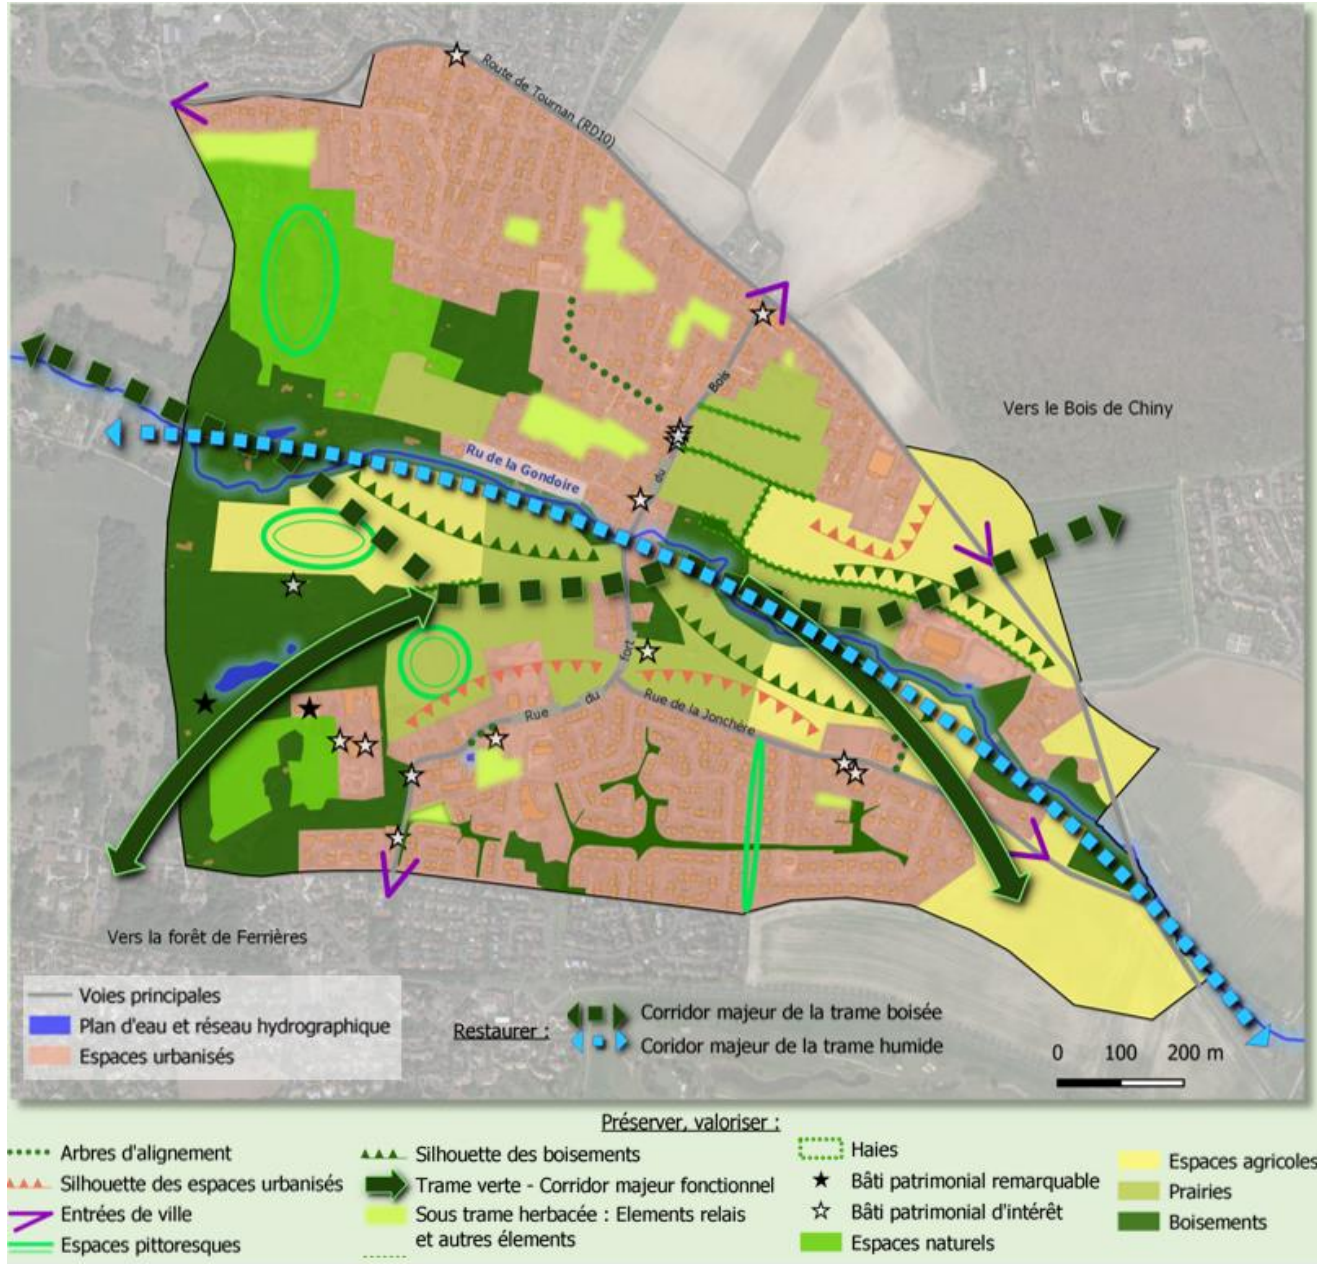 Route de Tournan (RD10)
Bois
du
Vers le Bois de Chiny
Ru de la Gondoire
fort
du
Rue
Rue de la Jonchère
Vers la forêt de Ferrières
Voies principales
Plan d'eau et réseau hydrographique
Espaces urbanisés
Restaurer :
Corridor majeur de la trame boisée
Coridor majeur de la trame humide
0 100 200 m
Préserver, valoriser :
Arbres d'alignement
Silhouette des espaces urbanisés
Entrées de ville
Espaces pittoresques
Silhouette des boisements
Trame verte - Corridor majeur fonctionnel
Sous trame herbacée : Elements relais
et autres élements
Haies
Bâti patrimonial remarquable
Bâti patrimonial d'intérêt
Espaces naturels
Espaces agricoles
Prairies
Boisements